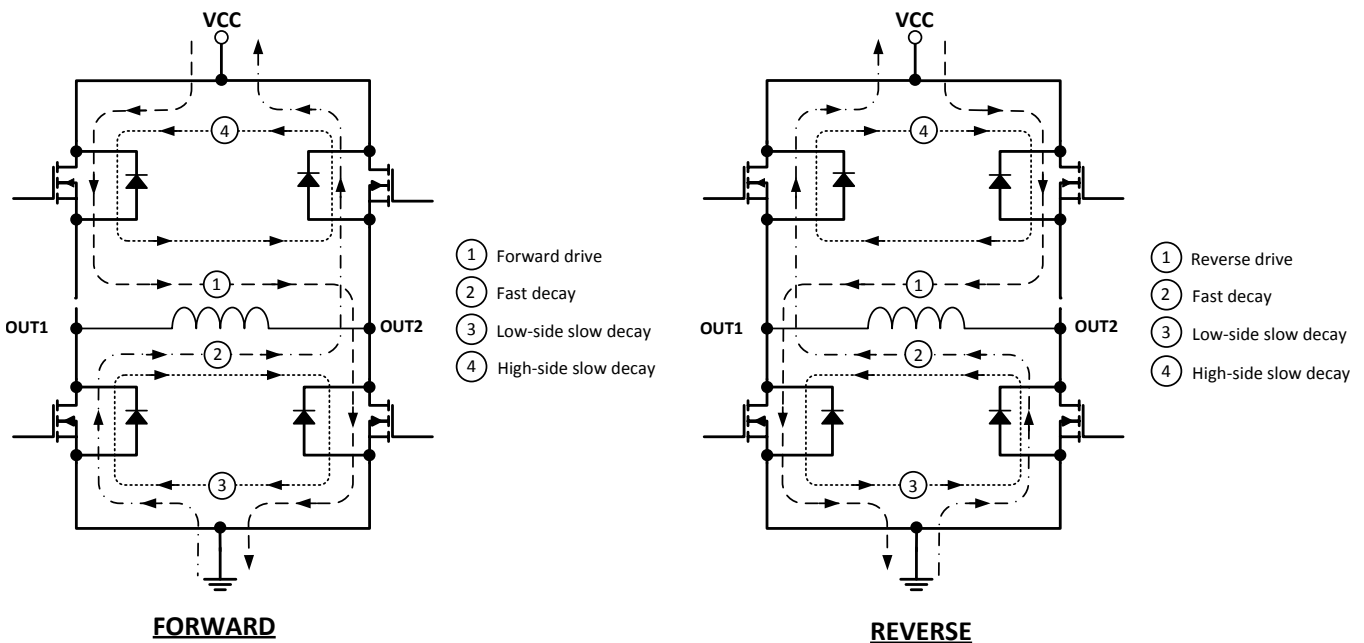 VCC
4
1
OUT1
OUT2
2
3
1 Forward drive
2 Fast decay
3 Low-side slow decay
4 High-side slow decay
FORWARD
VCC
4
1
OUT1
OUT2
2
3
1 Reverse drive
2 Fast decay
3 Low-side slow decay
4 High-side slow decay
REVERSE